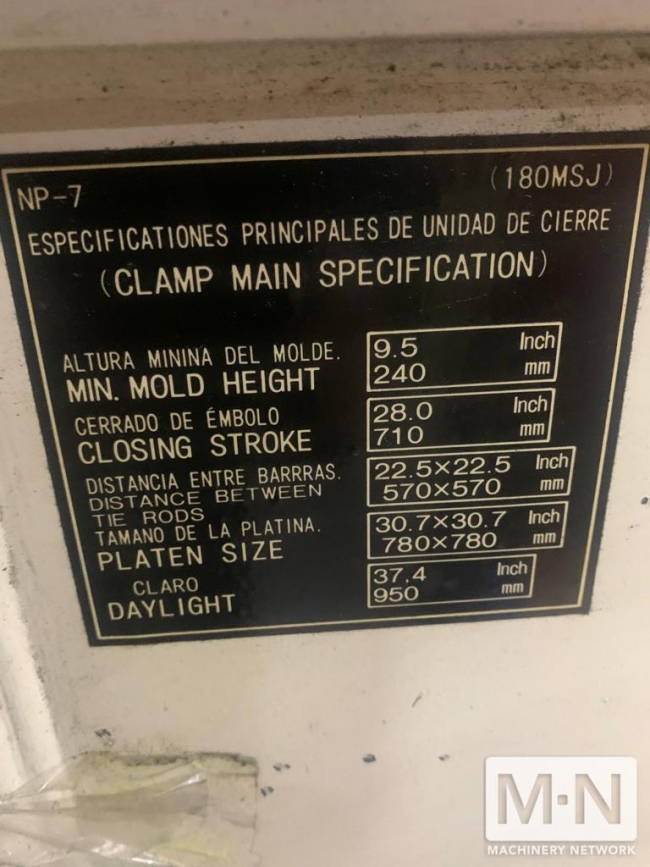 NP-7 (180MSJ)
ESPECIFICATIONES PRINCIPALES DE UNIDAD DE CIERRE
(CLAMP MAIN SPECIFICATION)
ALTURA MININA DEL MOLDE. 9.5 Inch
MIN. MOLD HEIGHT 240 mm
CERRADO DE ÉMBOLO 28.0 Inch
CLOSING STROKE 710 mm
DISTANCIA ENTRE BARRRAS. 22.5×22.5 Inch
DISTANCE BETWEEN 570×570 mm
TIE RODS
TAMANO DE LA PLATINA. 30.7×30.7 Inch
PLATEN SIZE 780×780 mm
CLARO 37.4 Inch
DAYLIGHT 950 mm
M·N
MACHINERY NETWORK